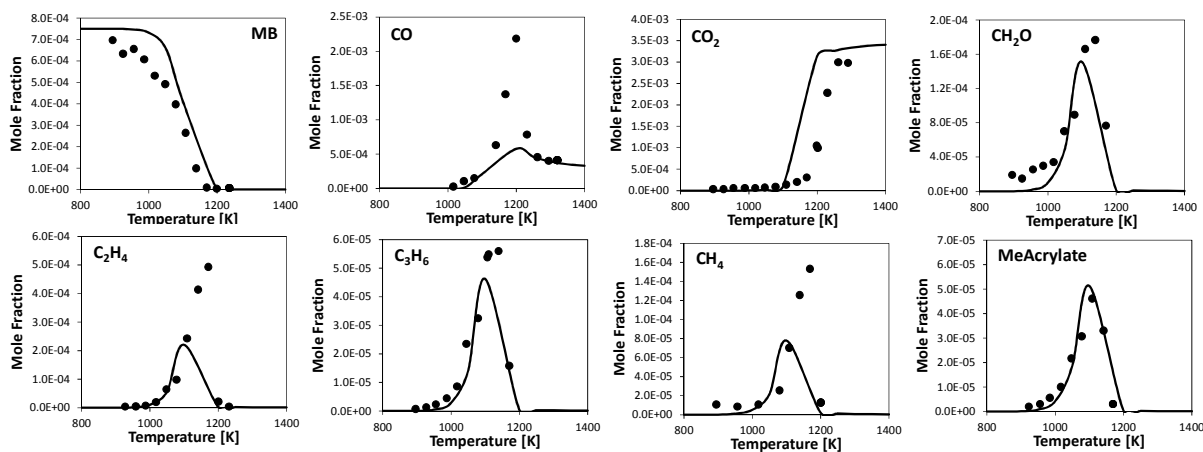 MB
Mole Fraction
8.0E-04
7.0E-04
6.0E-04
5.0E-04
4.0E-04
3.0E-04
2.0E-04
1.0E-04
0.0E+00
800 1000 1200 1400
Temperature [K]
CO
Mole Fraction
2.5E-03
2.0E-03
1.5E-03
1.0E-03
5.0E-04
0.0E+00
800 1000 1200 1400
Temperature [K]
CO2
Mole Fraction
4.0E-03
3.5E-03
3.0E-03
2.5E-03
2.0E-03
1.5E-03
1.0E-03
5.0E-04
0.0E+00
800 1000 1200 1400
Temperature [K]
CH2O
Mole Fraction
2.0E-04
1.6E-04
1.2E-04
8.0E-05
4.0E-05
0.0E+00
800 1000 1200 1400
Temperature [K]
C2H4
Mole Fraction
6.0E-04
5.0E-04
4.0E-04
3.0E-04
2.0E-04
1.0E-04
0.0E+00
800 1000 1200 1400
Temperature [K]
C3H6
Mole Fraction
6.0E-05
5.0E-05
4.0E-05
3.0E-05
2.0E-05
1.0E-05
0.0E+00
800 1000 1200 1400
Temperature [K]
CH4
Mole Fraction
1.8E-04
1.6E-04
1.4E-04
1.2E-04
1.0E-04
8.0E-05
6.0E-05
4.0E-05
2.0E-05
0.0E+00
800 1000 1200 1400
Temperature [K]
MeAcrylate
Mole Fraction
7.0E-05
6.0E-05
5.0E-05
4.0E-05
3.0E-05
2.0E-05
1.0E-05
0.0E+00
800 1000 1200 1400
Temperature [K]